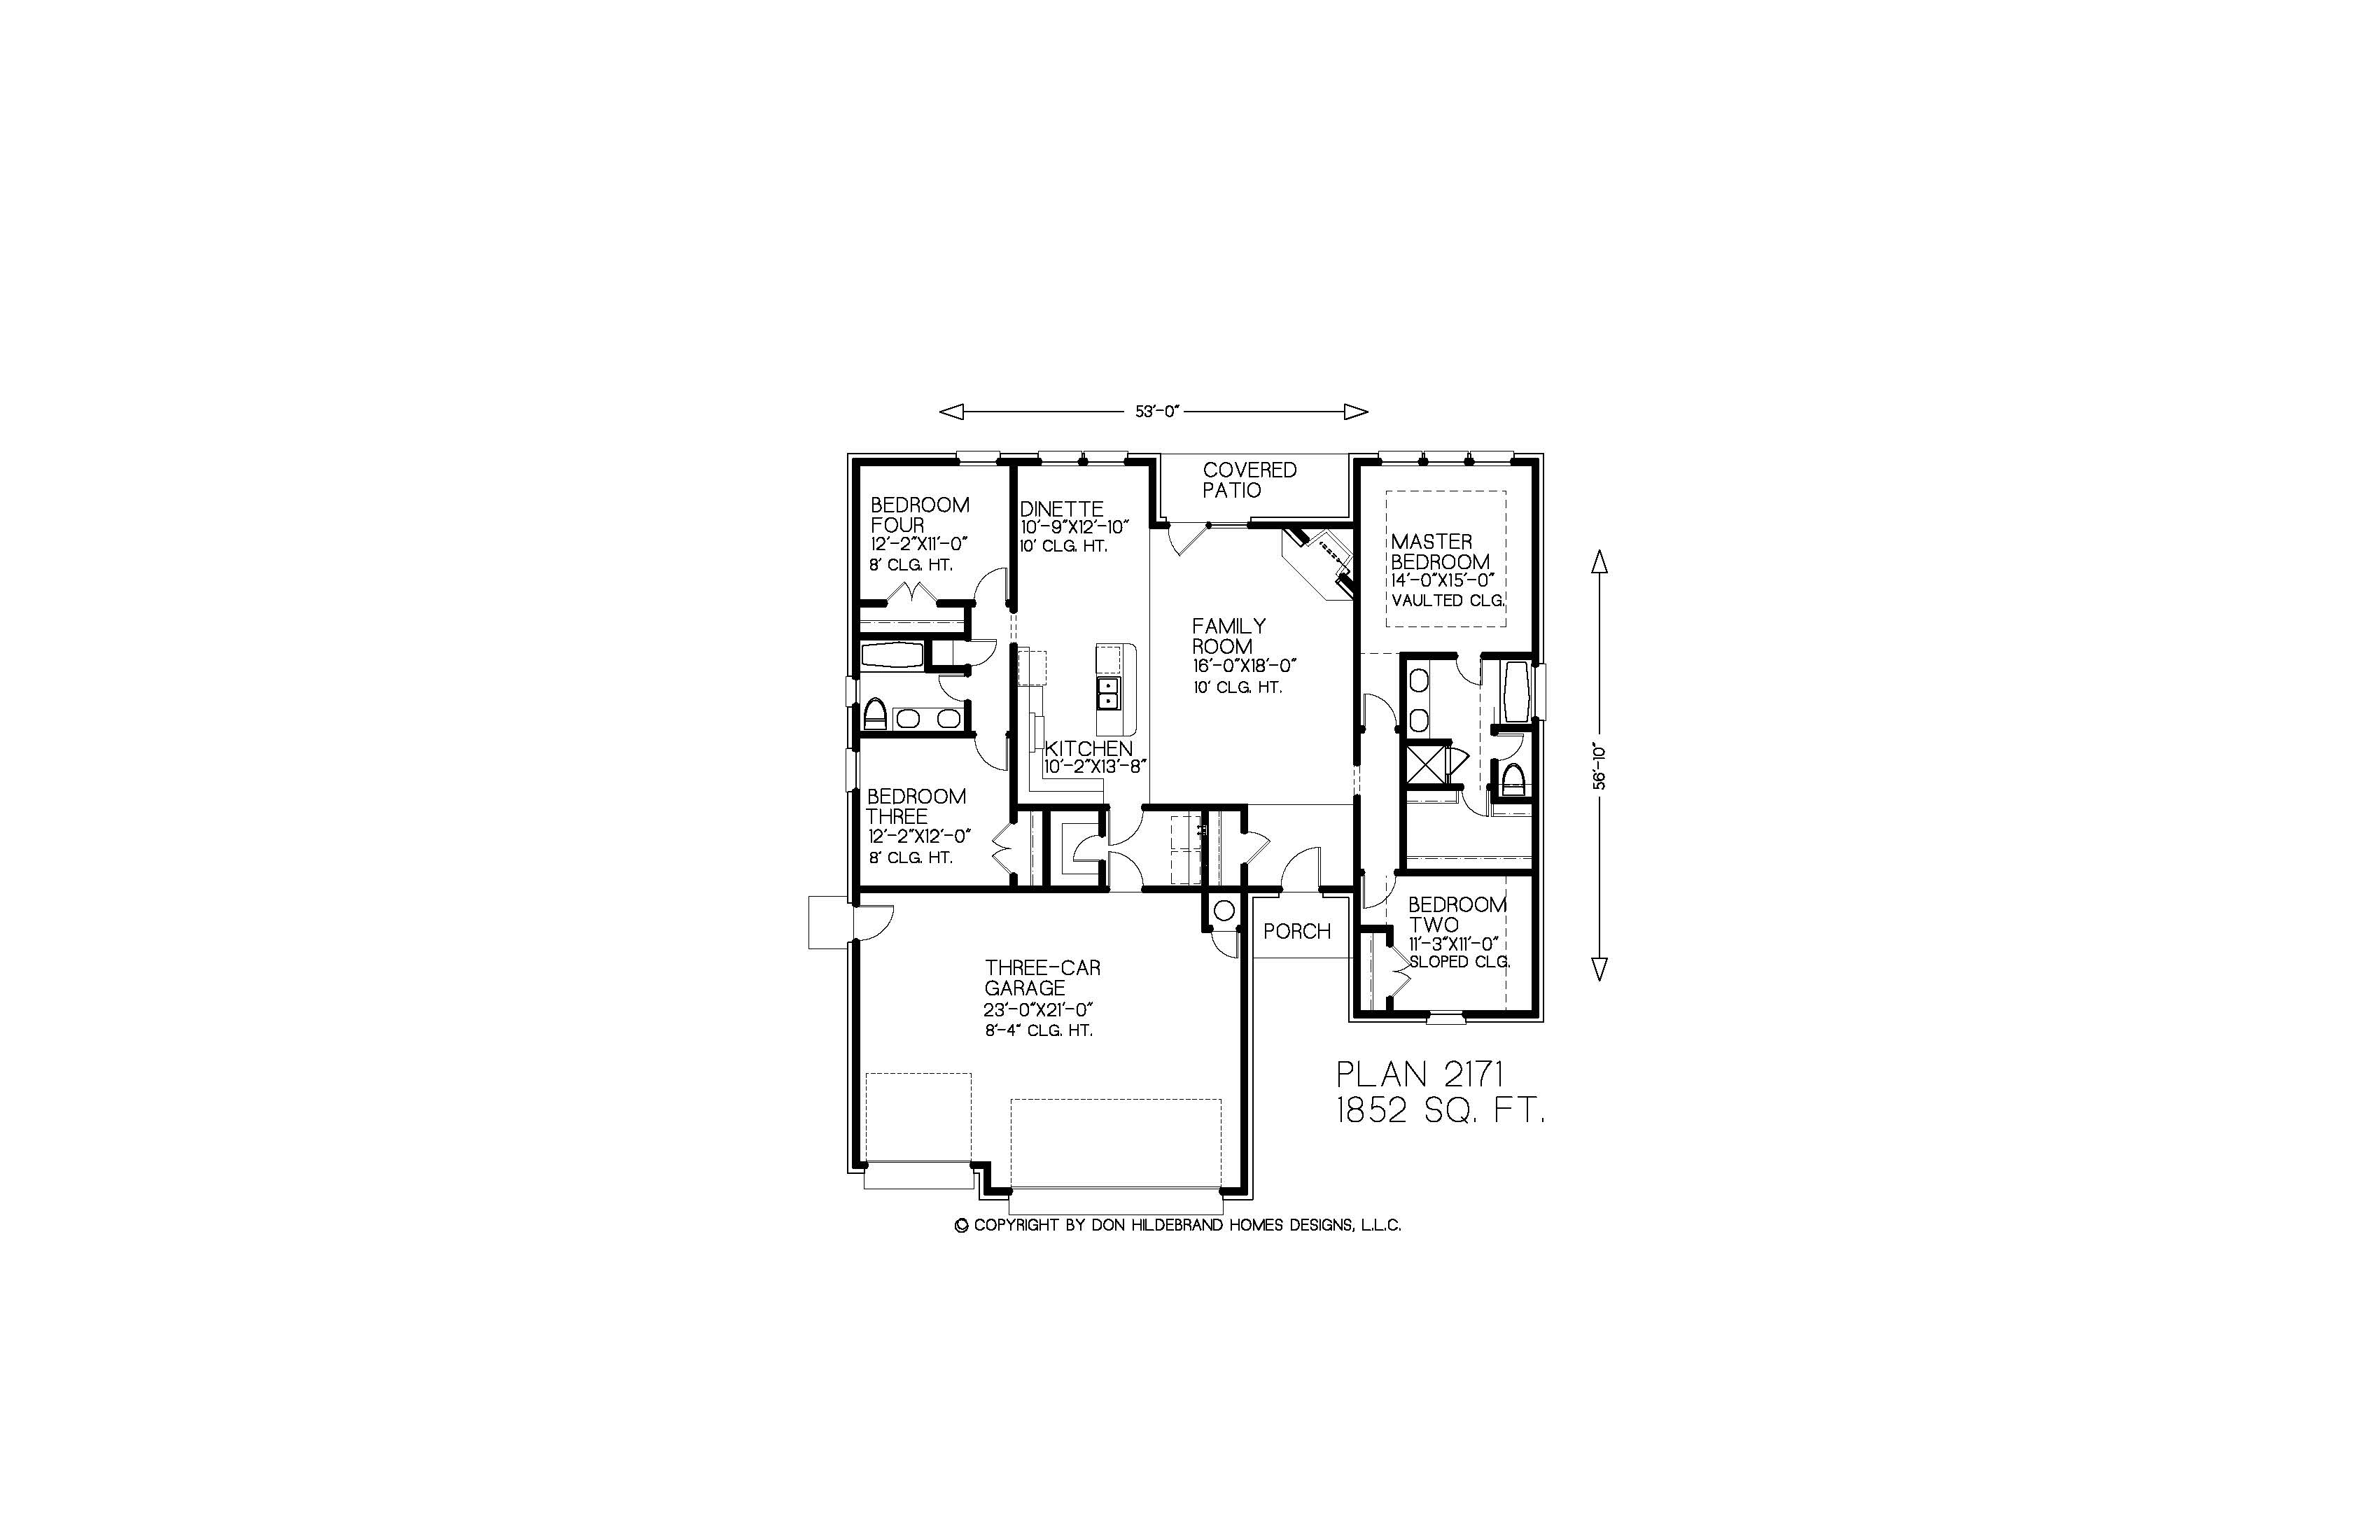 53'-0"
COVERED
PATIO
BEDROOM
FOUR
12'-2"X11'-0"
8' CLG. HT.
DINETTE
10'-9"X12'-10"
10' CLG. HT.
MASTER
BEDROOM
14'-0"X15'-0"
VAULTED CLG.
FAMILY
ROOM
16'-0"X18'-0"
10' CLG. HT.
56'-10"
KITCHEN
10'-2"X13'-8"
BEDROOM
THREE
12'-2"X12'-0"
8' CLG. HT.
BEDROOM
TWO
11'-3"X11'-0"
SLOPED CLG.
PORCH
THREE-CAR
GARAGE
23'-0"X21'-0"
8'-4" CLG. HT.
PLAN 2171
1852 SQ. FT.
© COPYRIGHT BY DON HILDEBRAND HOMES DESIGNS, L.L.C.